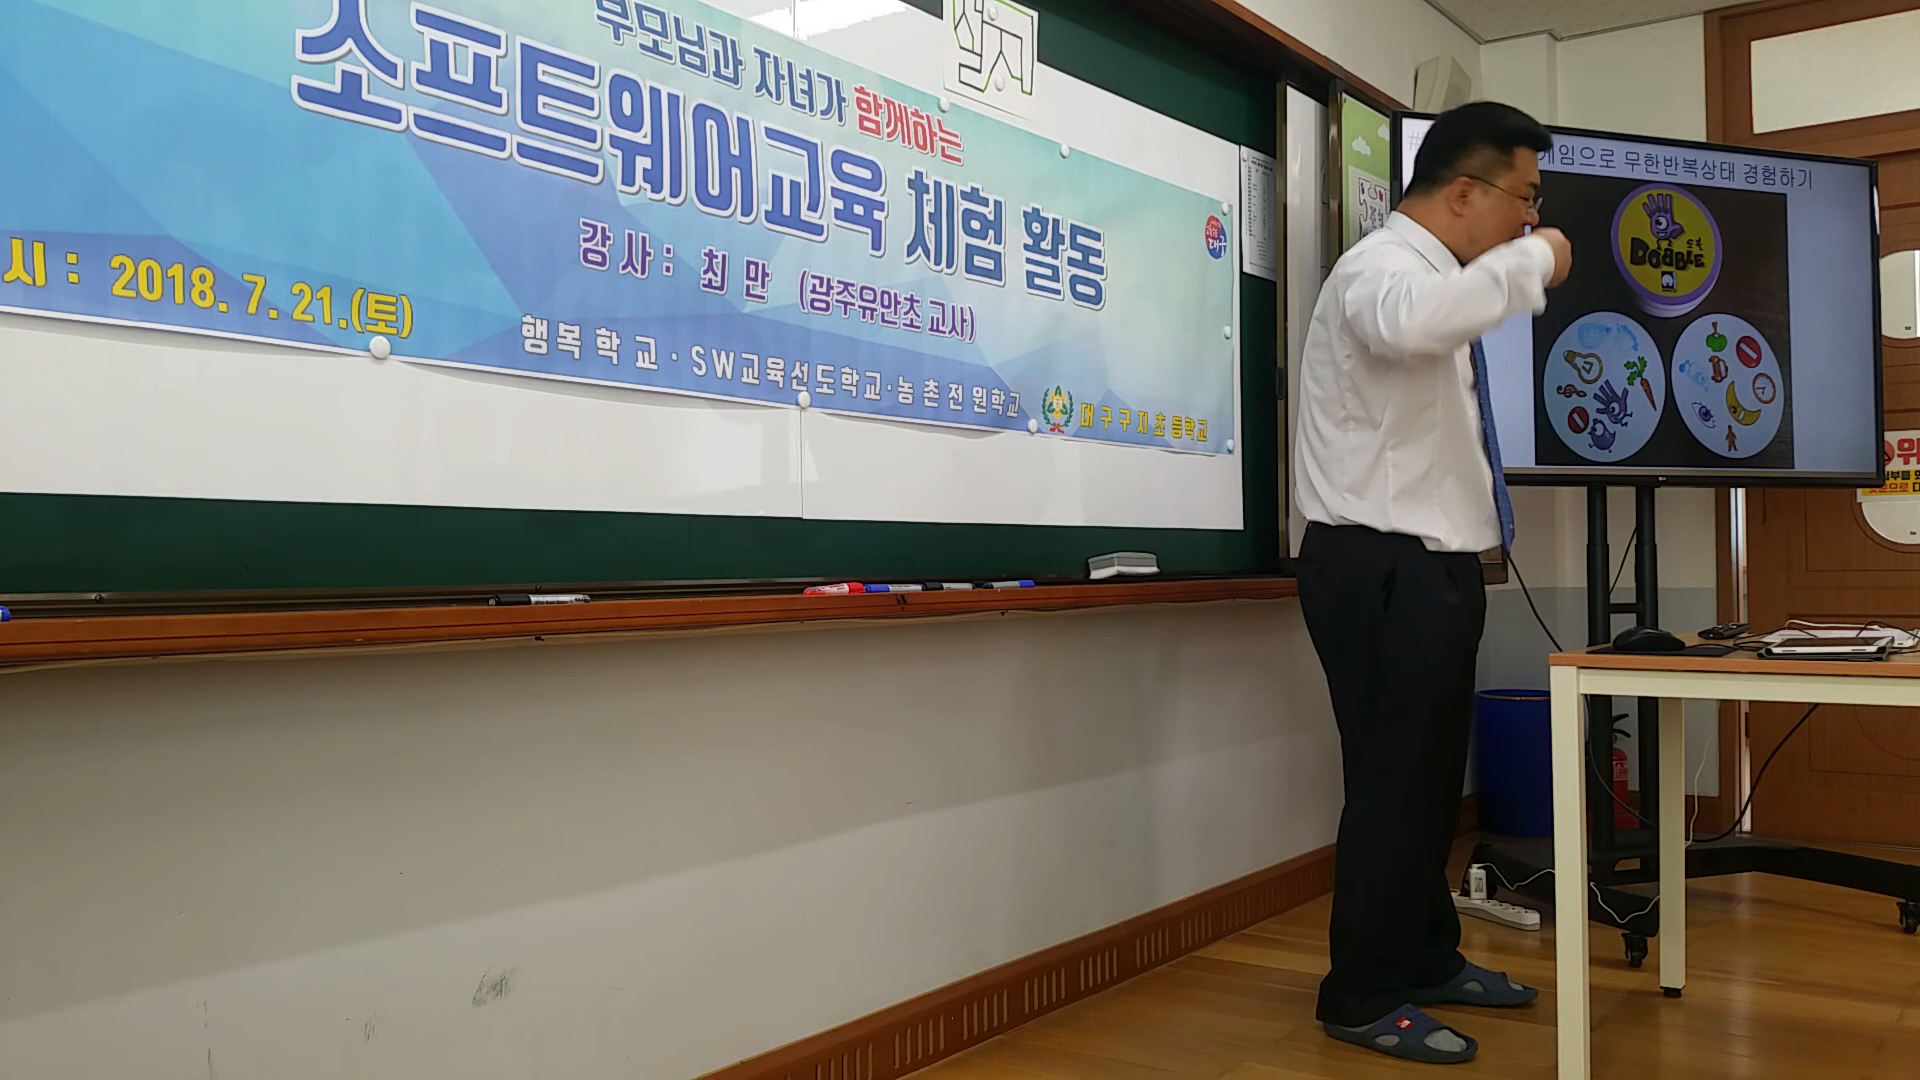 부모님과 자녀가 함께하는
소프트웨어교육 체험 활동
강사: 최 만 (광주유안초 교사)
시: 2018. 7. 21.(토)
행복학교·SW교육선도학교·농촌전원학교 대구구지초등학교
대구
게임으로 무한반복상태 경험하기
DOBBLE
위